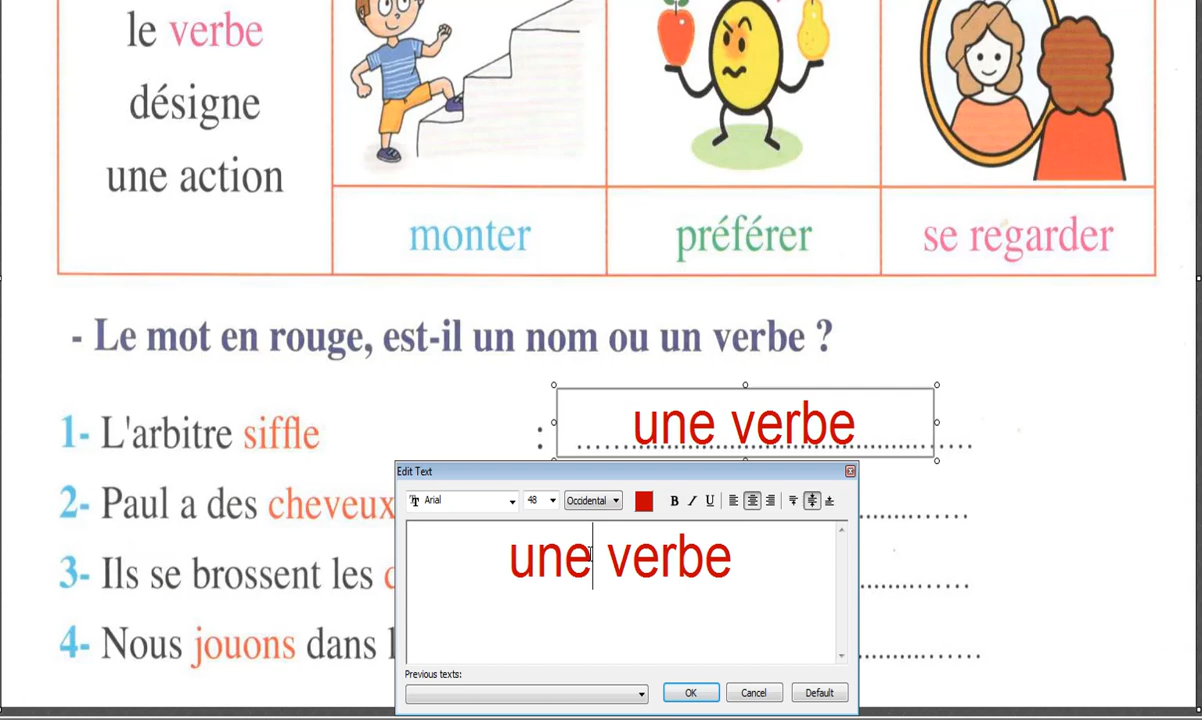 le verbe
désigne
une action
monter
préférer
se regarder
- Le mot en rouge, est-il un nom ou un verbe ?
1- L'arbitre siffle : une verbe
2- Paul a des cheveux
3- Ils se brossent les
4- Nous jouons dans
Edit Text
Arial 48 Occidental B I U
une verbe
Previous texts:
OK Cancel Default